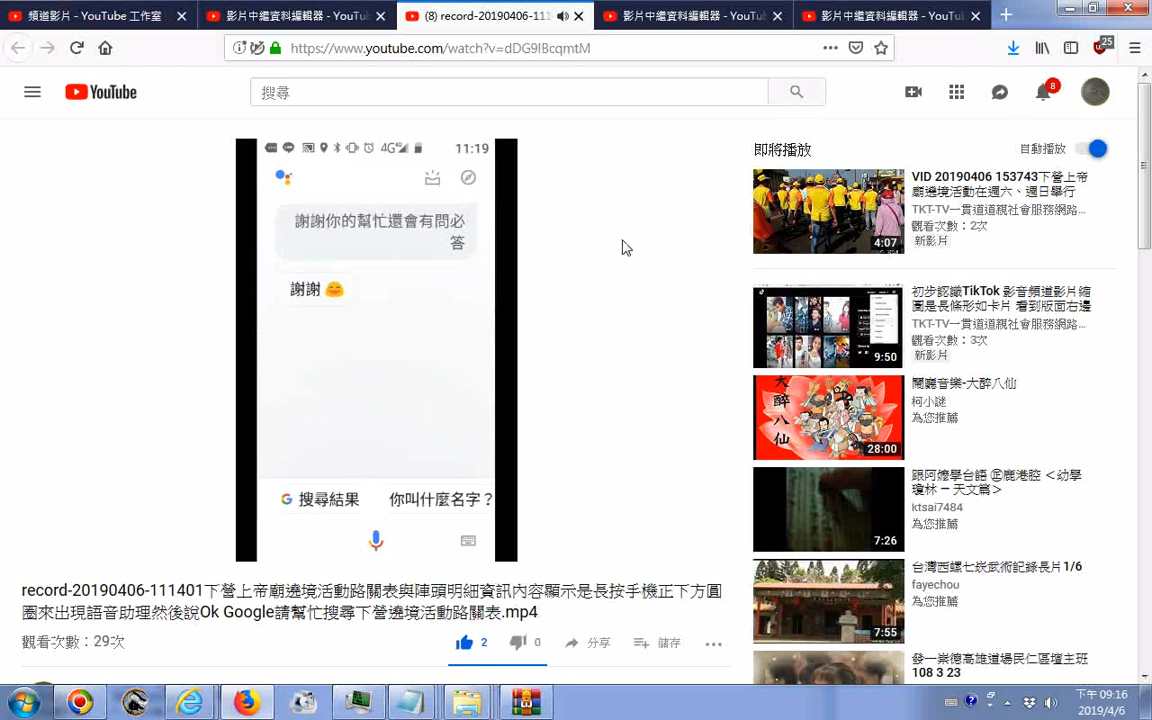 頻道影片 - YouTube 工作室
影片中繼資料編輯器 - YouTu
(8) record-20190406-111
影片中繼資料編輯器 - YouTu
影片中繼資料編輯器 - YouTu
https://www.youtube.com/watch?v=dDG9IBcqmtM
25
YouTube
搜尋
8
4G
11:19
謝謝你的幫忙還會有問必
答
謝謝
G 搜尋結果
你叫什麼名字?
record-20190406-111401下營上帝廟遶境活動路關表與陣頭明細資訊內容顯示是長按手機正下方圓
圈來出現語音助理然後說Ok Google請幫忙搜尋下營遶境活動路關表.mp4
觀看次數:29次
2
0
分享
儲存
即將播放
自動播放
VID 20190406 153743下營上帝
廟遶境活動在週六、週日舉行
TKT-TV一貫道道親社會服務網路...
觀看次數:2次
新影片
4:07
初步認識TikTok 影音頻道影片縮
圖是長條形如卡片 看到版面右邊
TKT-TV一貫道道親社會服務網路...
觀看次數:3次
新影片
9:50
鬧廳音樂-大醉八仙
柯小謎
為您推薦
大醉八仙
28:00
跟阿嬤學台語 ㊣鹿港腔 <幼學
瓊林 – 天文篇>
ktsai7484
為您推薦
7:26
台灣西螺七崁武術記錄長片1/6
fayechou
為您推薦
7:55
發一崇德高雄道場民仁區壇主班
108 3 23
下午 09:16
2019/4/6